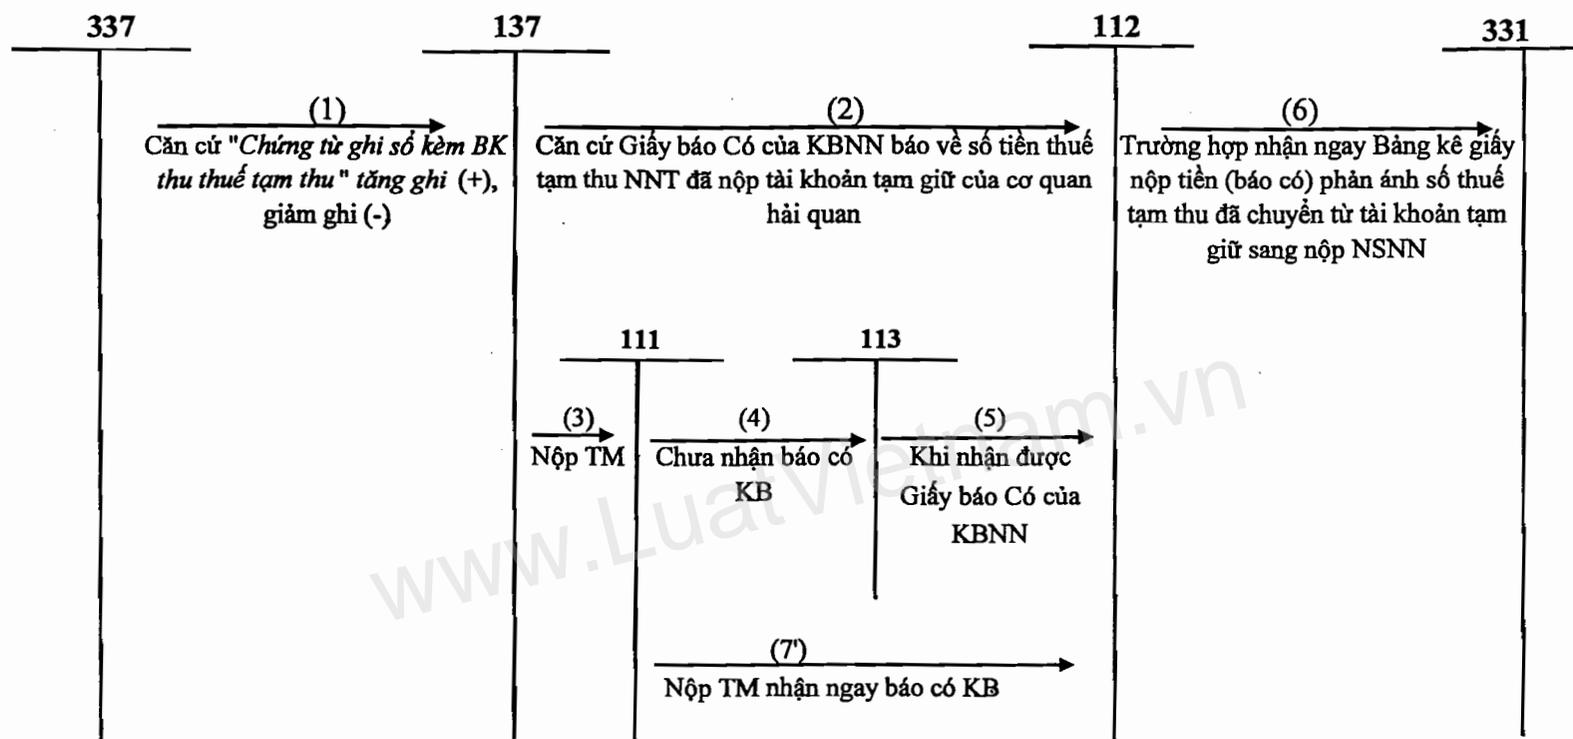 337
137
112
331
(1)
Căn cứ "Chứng từ ghi sổ kèm BK
thu thuế tạm thu" tăng ghi (+),
giảm ghi (-)
(2)
Căn cứ Giấy báo Có của KBNN báo về số tiền thuế
tạm thu NNT đã nộp tài khoản tạm giữ của cơ quan
hải quan
(6)
Trường hợp nhận ngay Bảng kê giấy
nộp tiền (báo có) phản ánh số thuế
tạm thu đã chuyển từ tài khoản tạm
giữ sang nộp NSNN
111
113
(3)
Nộp TM
(4)
Chưa nhận báo có
KB
(5)
Khi nhận được
Giấy báo Có của
KBNN
(7')
Nộp TM nhận ngay báo có KB
www.LuatVietnam.vn